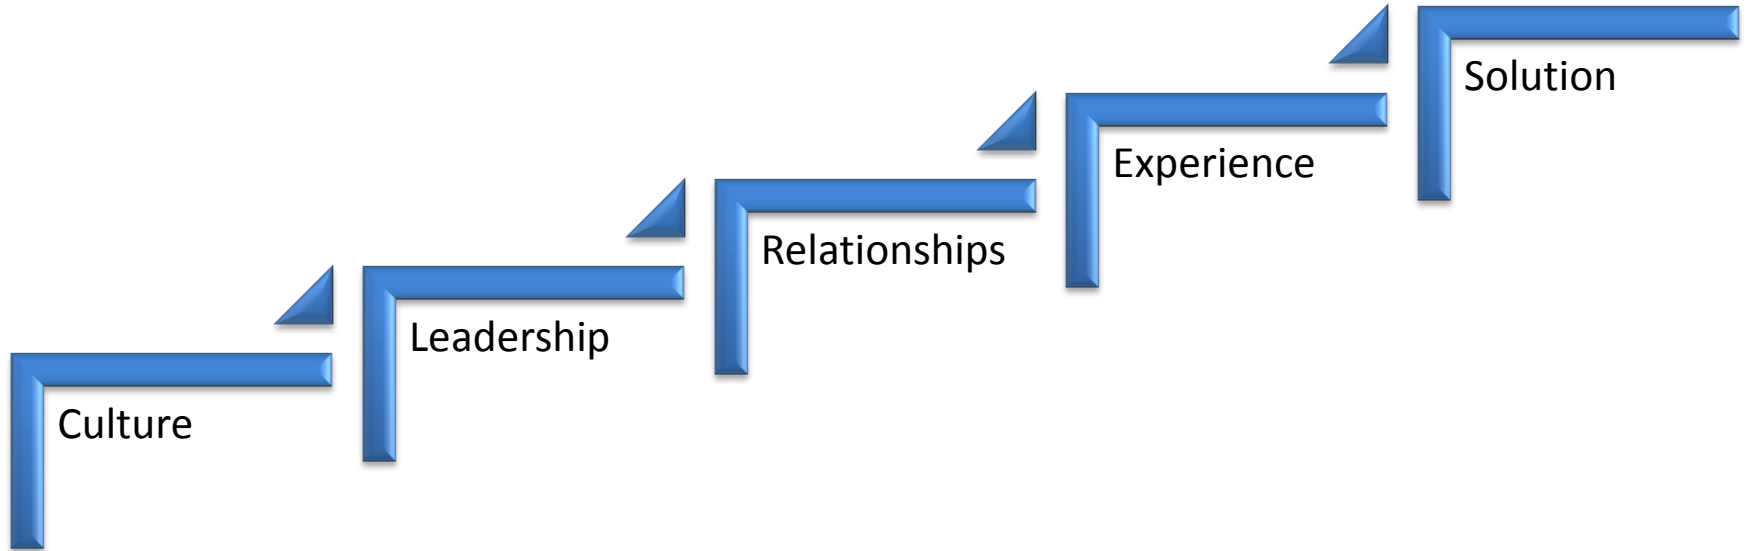 Culture
Leadership
Relationships
Experience
Solution